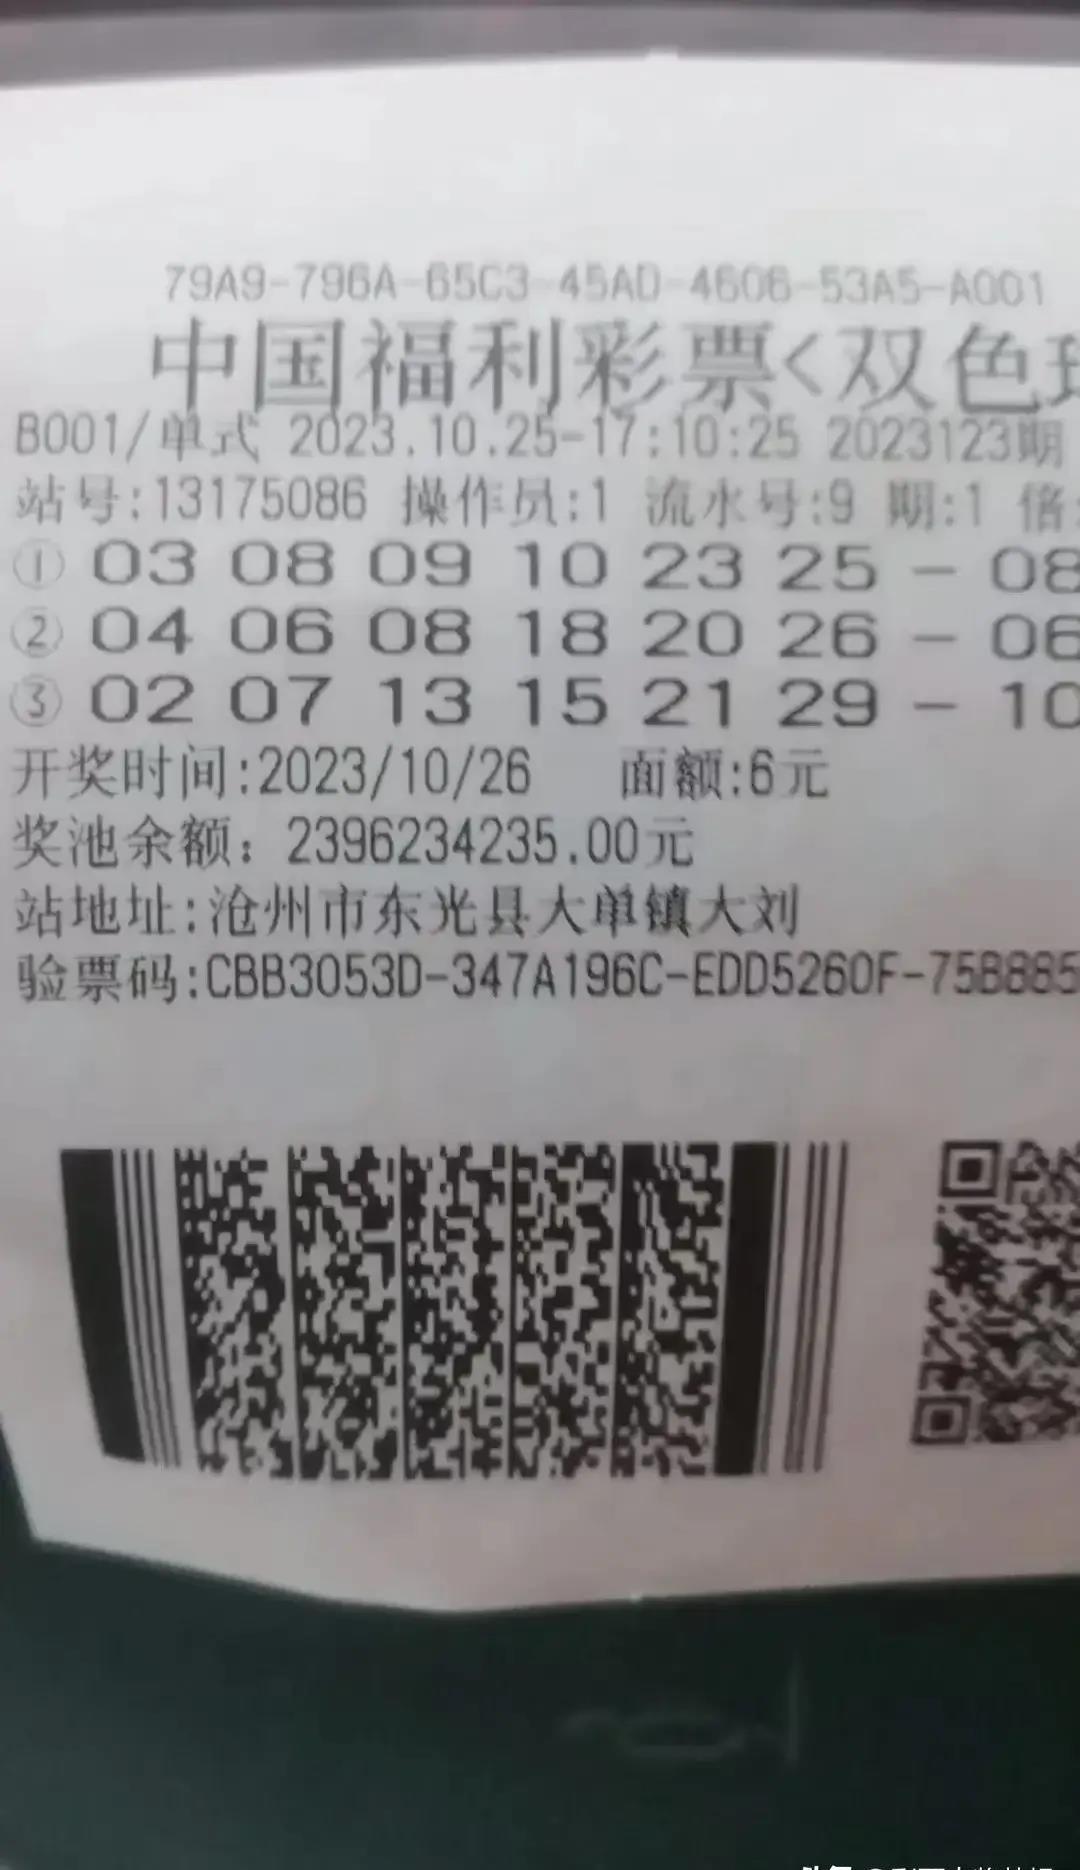 79A9-796A-65C3-45AD-4606-53A5-A001
中国福利彩票<双色
B001/单式 2023.10.25-17:10:25 2023123期
站号:13175086 操作员:1 流水号:9 期:1 倍:
① 03 08 09 10 23 25 - 08
② 04 06 08 18 20 26 - 06
③ 02 07 13 15 21 29 - 10
开奖时间:2023/10/26 面额:6元
奖池余额：2396234235.00元
站地址:沧州市东光县大单镇大刘
验票码:CBB3053D-347A196C-EDD5260F-75B885